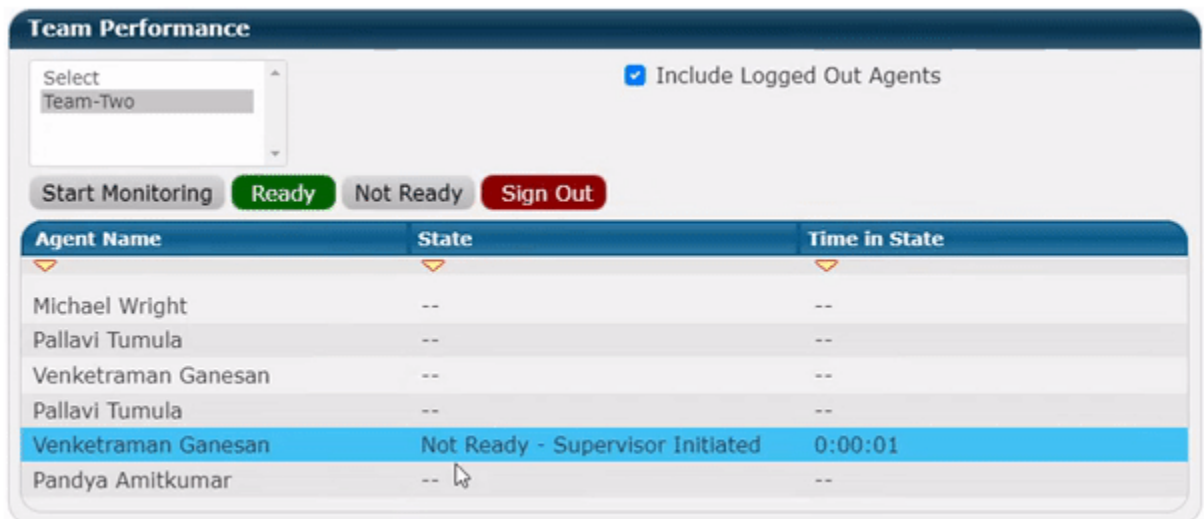 Team Performance
Select
Team-Two
Include Logged Out Agents
Start Monitoring Ready Not Ready Sign Out
Agent Name State Time in State
Michael Wright -- --
Pallavi Tumula -- --
Venketraman Ganesan -- --
Pallavi Tumula -- --
Venketraman Ganesan Not Ready - Supervisor Initiated 0:00:01
Pandya Amitkumar -- --